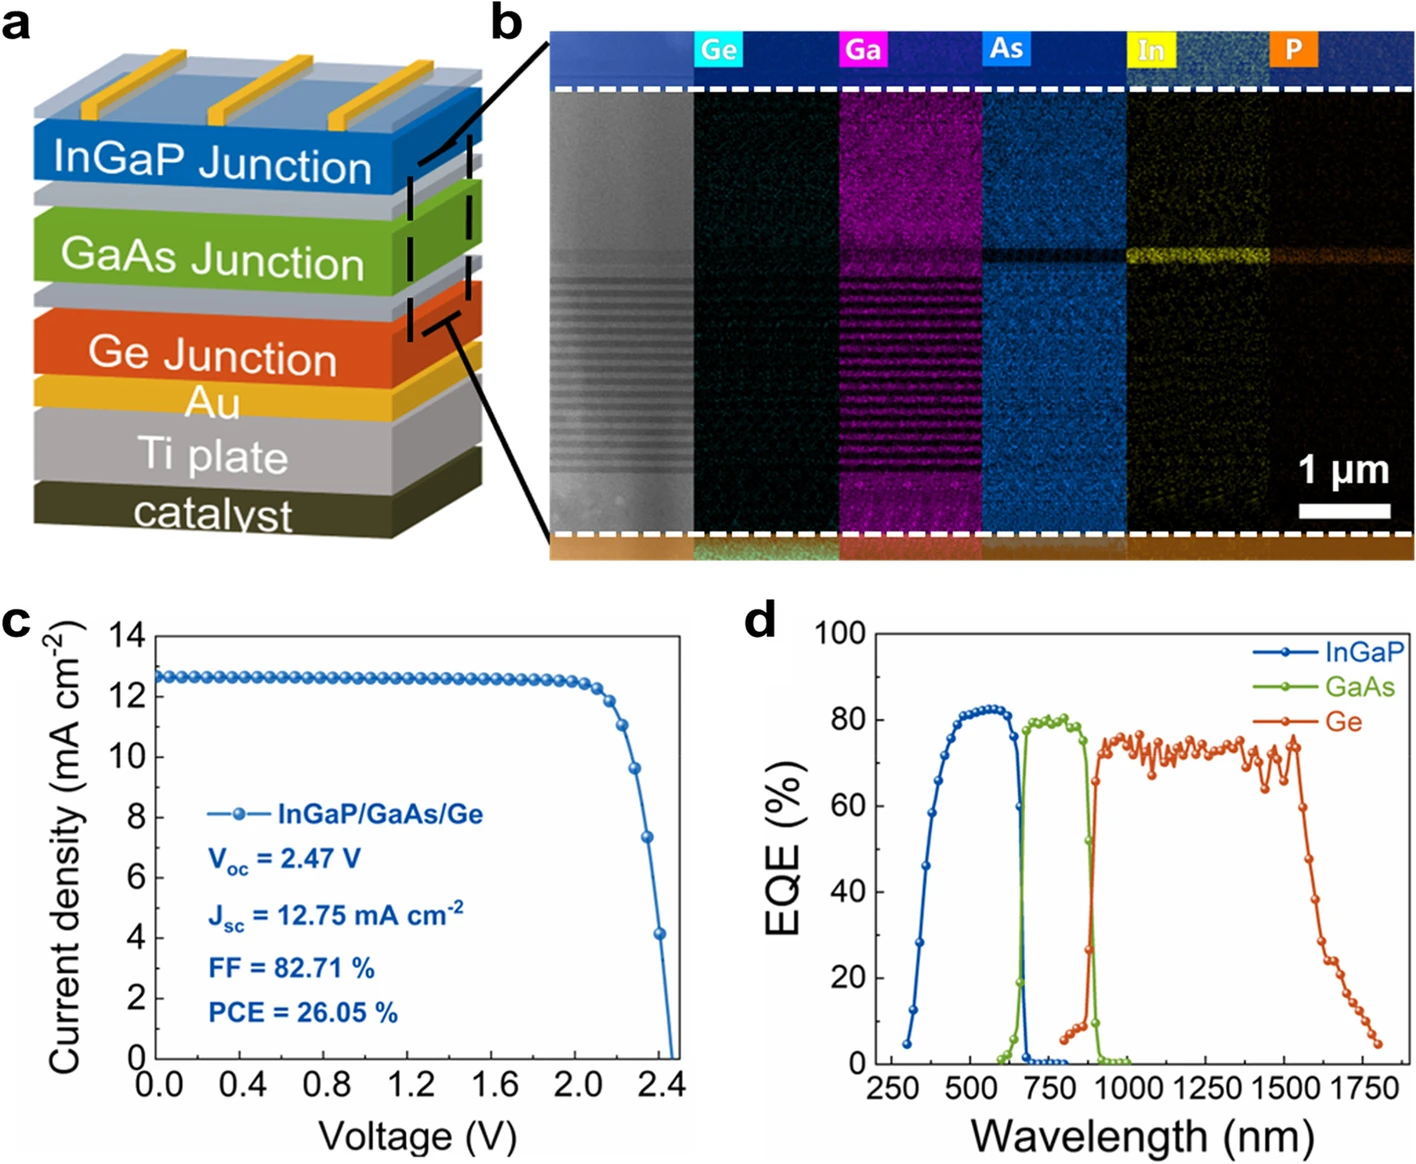 a
InGaP Junction
GaAs Junction
Ge Junction
Au
Ti plate
catalyst
b
Ge Ga As In P
1 μm
c
Current density (mA cm⁻²)
14
12
10
8
6
4
2
0
InGaP/GaAs/Ge
Voc = 2.47 V
Jsc = 12.75 mA cm⁻²
FF = 82.71 %
PCE = 26.05 %
0.0 0.4 0.8 1.2 1.6 2.0 2.4
Voltage (V)
d
EQE (%)
100
80
60
40
20
0
InGaP
GaAs
Ge
250 500 750 1000 1250 1500 1750
Wavelength (nm)